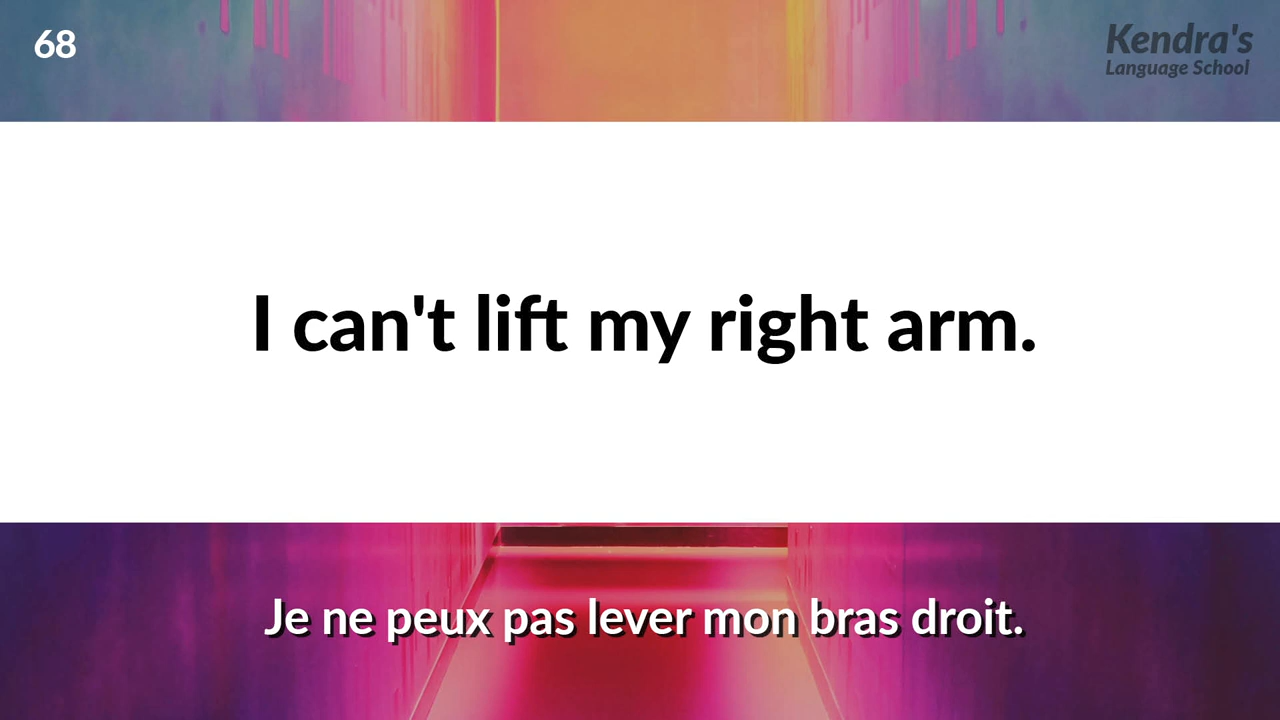 68
Kendra's
Language School
I can't lift my right arm.
Je ne peux pas lever mon bras droit.